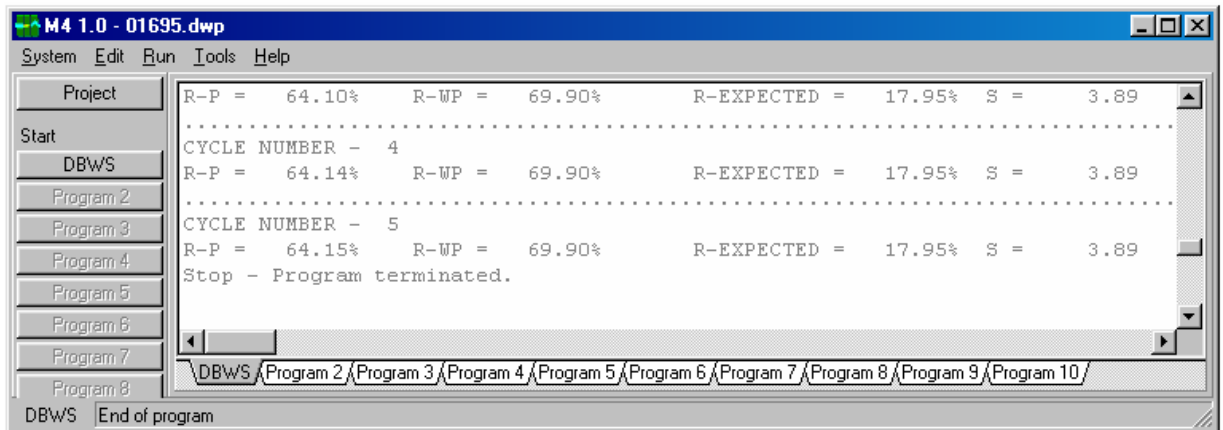 M4 1.0 - 01695.dwp
System Edit Run Tools Help
Project
Start
DBWS
Program 2
Program 3
Program 4
Program 5
Program 6
Program 7
Program 8
R-P = 64.10% R-WP = 69.90% R-EXPECTED = 17.95% S = 3.89
..........................................................................
CYCLE NUMBER - 4
R-P = 64.14% R-WP = 69.90% R-EXPECTED = 17.95% S = 3.89
..........................................................................
CYCLE NUMBER - 5
R-P = 64.15% R-WP = 69.90% R-EXPECTED = 17.95% S = 3.89
Stop - Program terminated.
DBWS Program 2 Program 3 Program 4 Program 5 Program 6 Program 7 Program 8 Program 9 Program 10
DBWS End of program